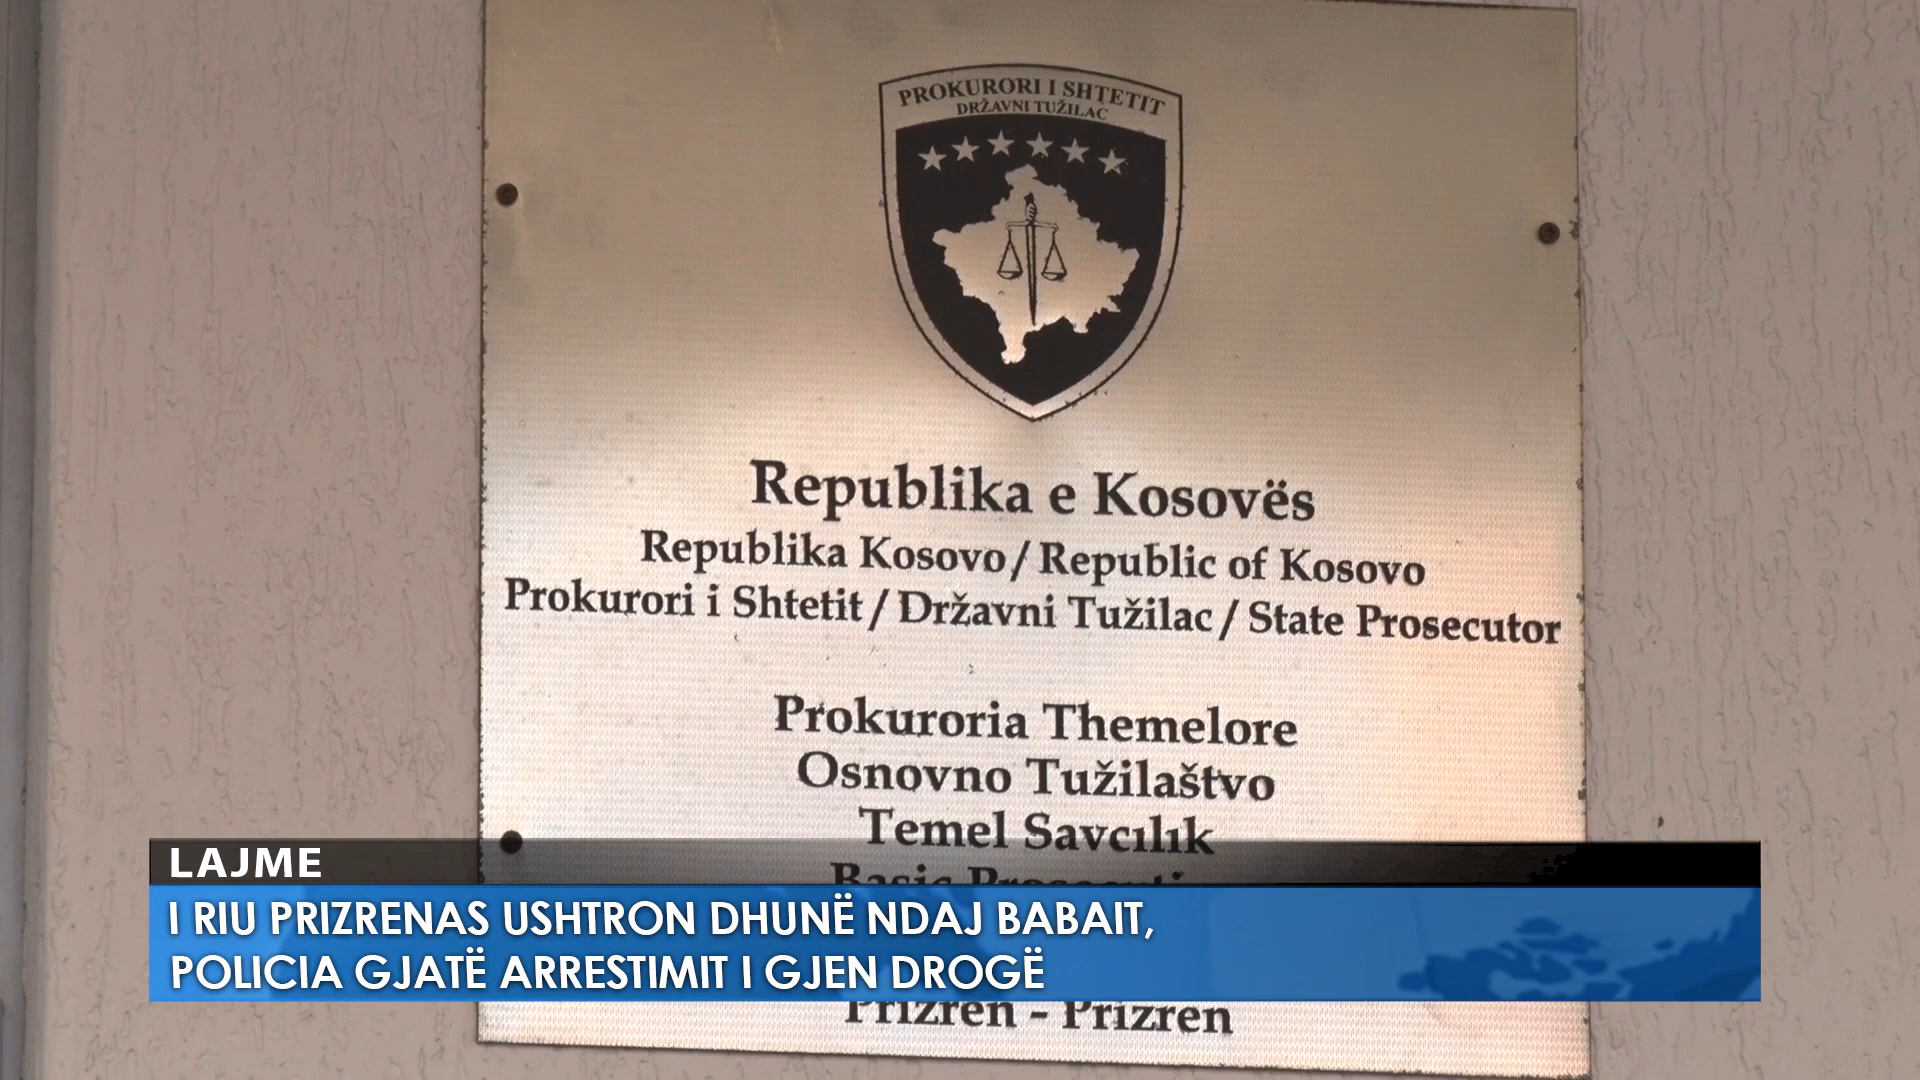 PROKURORI I SHTETIT
DRŽAVNI TUŽILAC
Republika e Kosovës
Republika Kosovo / Republic of Kosovo
Prokurori i Shtetit / Državni Tužilac / State Prosecutor
Prokuroria Themelore
Osnovno Tužilaštvo
Temel Savcılık
Basic
LAJME
I RIU PRIZRENAS USHTRON DHUNË NDAJ BABAIT,
POLICIA GJATË ARRESTIMIT I GJEN DROGË
Prizren - Prizren